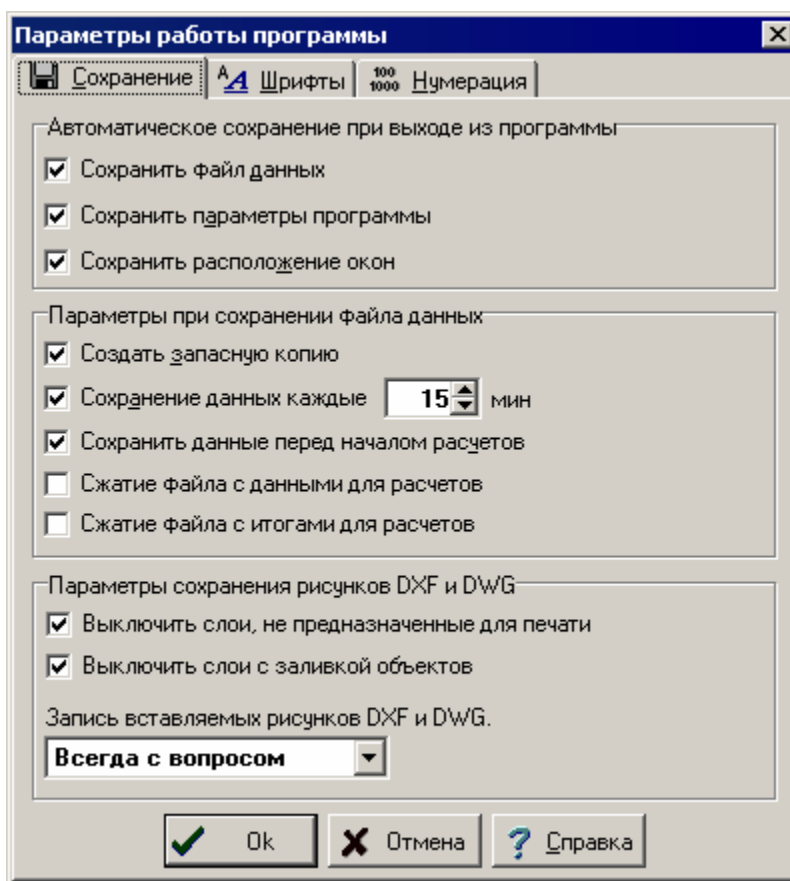 Параметры работы программы
Сохранение АА Шрифты 100 1000 Нумерация
Автоматическое сохранение при выходе из программы
Сохранить файл данных
Сохранить параметры программы
Сохранить расположение окон
Параметры при сохранении файла данных
Создать запасную копию
Сохранение данных каждые 15 мин
Сохранить данные перед началом расчетов
Сжатие файла с данными для расчетов
Сжатие файла с итогами для расчетов
Параметры сохранения рисунков DXF и DWG
Выключить слои, не предназначенные для печати
Выключить слои с заливкой объектов
Запись вставляемых рисунков DXF и DWG.
Всегда с вопросом
Ok Отмена ? Справка